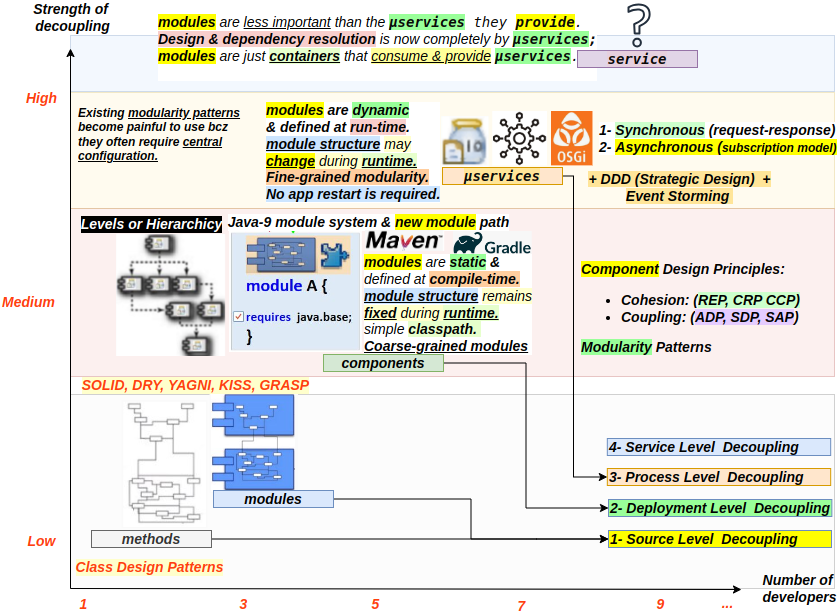 Strength of
decoupling
modules are less important than the µservices they provide.
Design & dependency resolution is now completely by µservices;
modules are just containers that consume & provide µservices.
?
service
High
Existing modularity patterns
become painful to use bcz
they often require central
configuration.
modules are dynamic
& defined at run-time.
module structure may
change during runtime.
Fine-grained modularity.
No app restart is required.
10
OSGi
µservices
1- Synchronous (request-response)
2- Asynchronous (subscription model)
+ DDD (Strategic Design) +
Event Storming
Levels or Hierarchicy
Java-9 module system & new module path
module A {
requires java.base;
}
Maven
Gradle
modules are static &
defined at compile-time.
module structure remains
fixed during runtime.
simple classpath.
Coarse-grained modules
components
Component Design Principles:
• Cohesion: (REP, CRP CCP)
• Coupling: (ADP, SDP, SAP)
Modularity Patterns
Medium
SOLID, DRY, YAGNI, KISS, GRASP
modules
methods
4- Service Level Decoupling
3- Process Level Decoupling
2- Deployment Level Decoupling
1- Source Level Decoupling
Low
Class Design Patterns
Number of
developers
1 3 5 7 9 ...